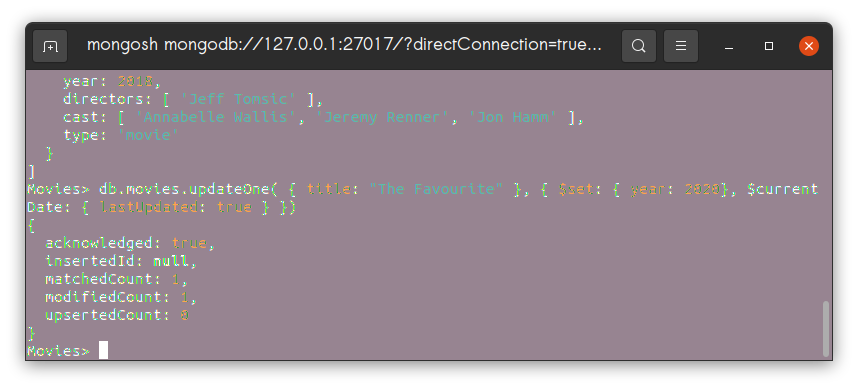 mongosh mongodb://127.0.0.1:27017/?directConnection=true...
year: 2018,
directors: [ 'Jeff Tomsic' ],
cast: [ 'Annabelle Wallis', 'Jeremy Renner', 'Jon Hamm' ],
type: 'movie'
}
]
Movies> db.movies.updateOne( { title: "The Favourite" }, { $set: { year: 2020}, $current
Date: { lastUpdated: true } })
{
acknowledged: true,
insertedId: null,
matchedCount: 1,
modifiedCount: 1,
upsertedCount: 0
}
Movies>